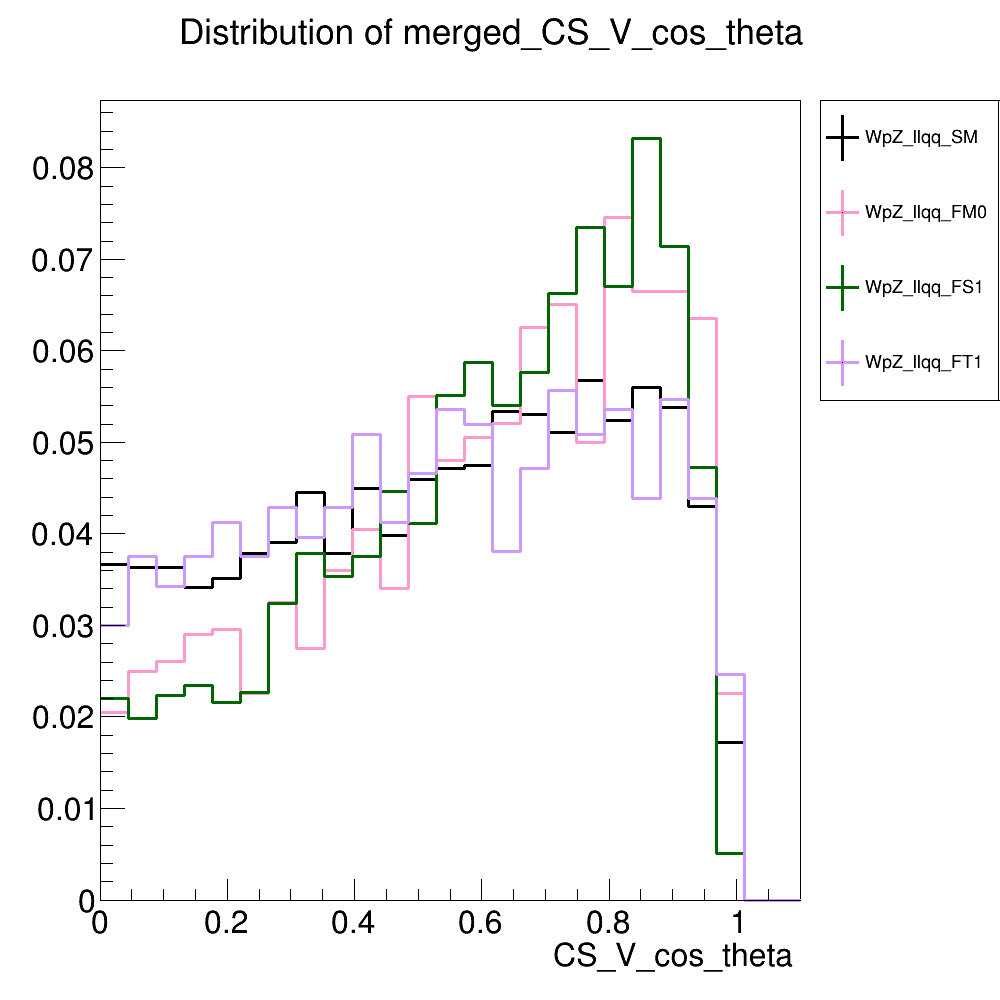 Distribution of merged_CS_V_cos_theta
WpZ_llqq_SM
WpZ_llqq_FM0
WpZ_llqq_FS1
WpZ_llqq_FT1
0.08
0.07
0.06
0.05
0.04
0.03
0.02
0.01
0
0 0.2 0.4 0.6 0.8 1
CS_V_cos_theta